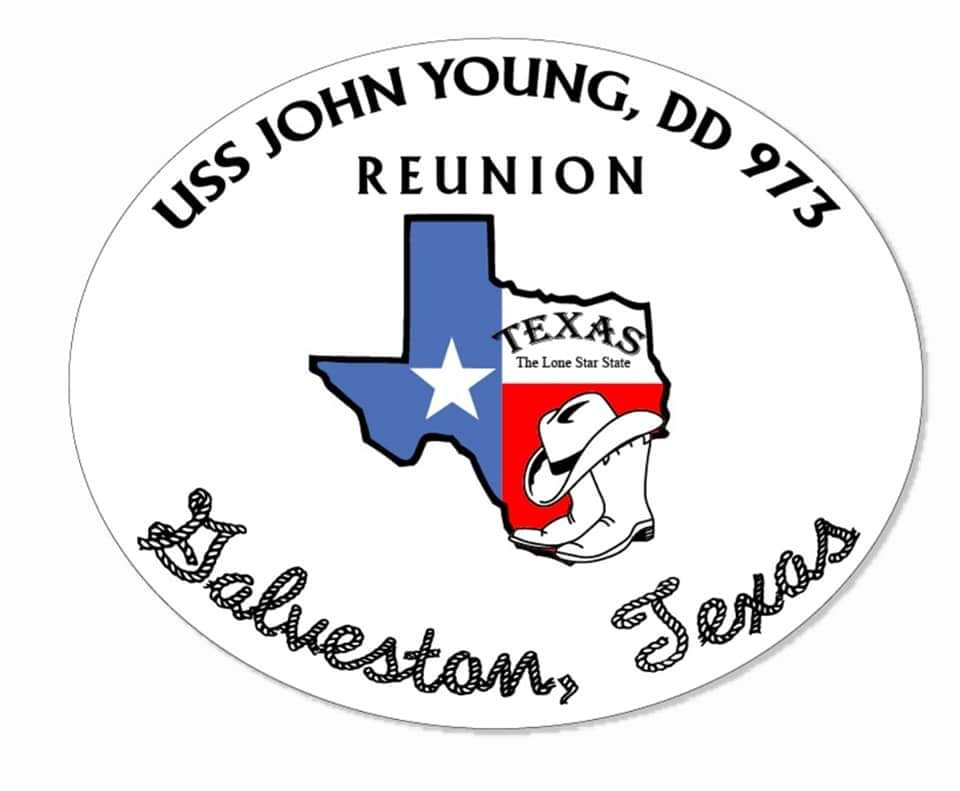 USS JOHN YOUNG, DD 973
REUNION
TEXAS
The Lone Star State
Galveston, Texas